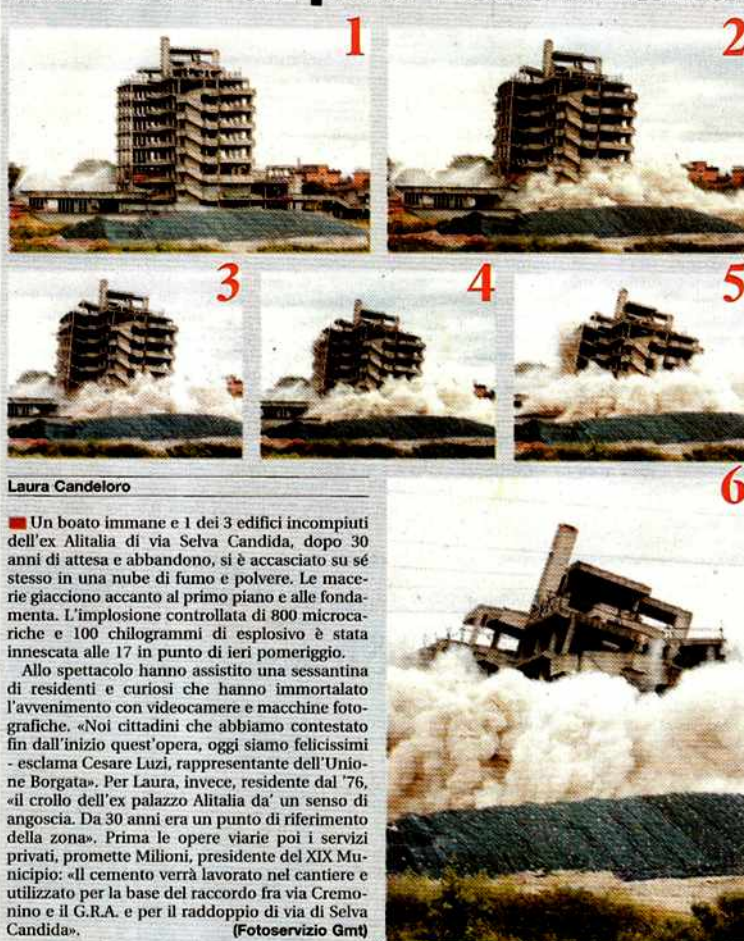 1
2
3
4
5
6
Laura Candeloro
Un boato immane e 1 dei 3 edifici incompiuti
dell'ex Alitalia di via Selva Candida, dopo 30
anni di attesa e abbandono, si è accasciato su sé
stesso in una nube di fumo e polvere. Le mace-
rie giacciono accanto al primo piano e alle fonda-
menta. L'implosione controllata di 800 microca-
riche e 100 chilogrammi di esplosivo è stata
innescata alle 17 in punto di ieri pomeriggio.
Allo spettacolo hanno assistito una sessantina
di residenti e curiosi che hanno immortalato
l'avvenimento con videocamere e macchine foto-
grafiche. «Noi cittadini che abbiamo contestato
fin dall'inizio quest'opera, oggi siamo felicissimi
- esclama Cesare Luzi, rappresentante dell'Unio-
ne Borgata». Per Laura, invece, residente dal '76,
«il crollo dell'ex palazzo Alitalia da' un senso di
angoscia. Da 30 anni era un punto di riferimento
della zona». Prima le opere viarie poi i servizi
privati, promette Milioni, presidente del XIX Mu-
nicipio: «Il cemento verrà lavorato nel cantiere e
utilizzato per la base del raccordo fra via Cremo-
nino e il G.R.A. e per il raddoppio di via di Selva
Candida». (Fotoservizio Gmt)